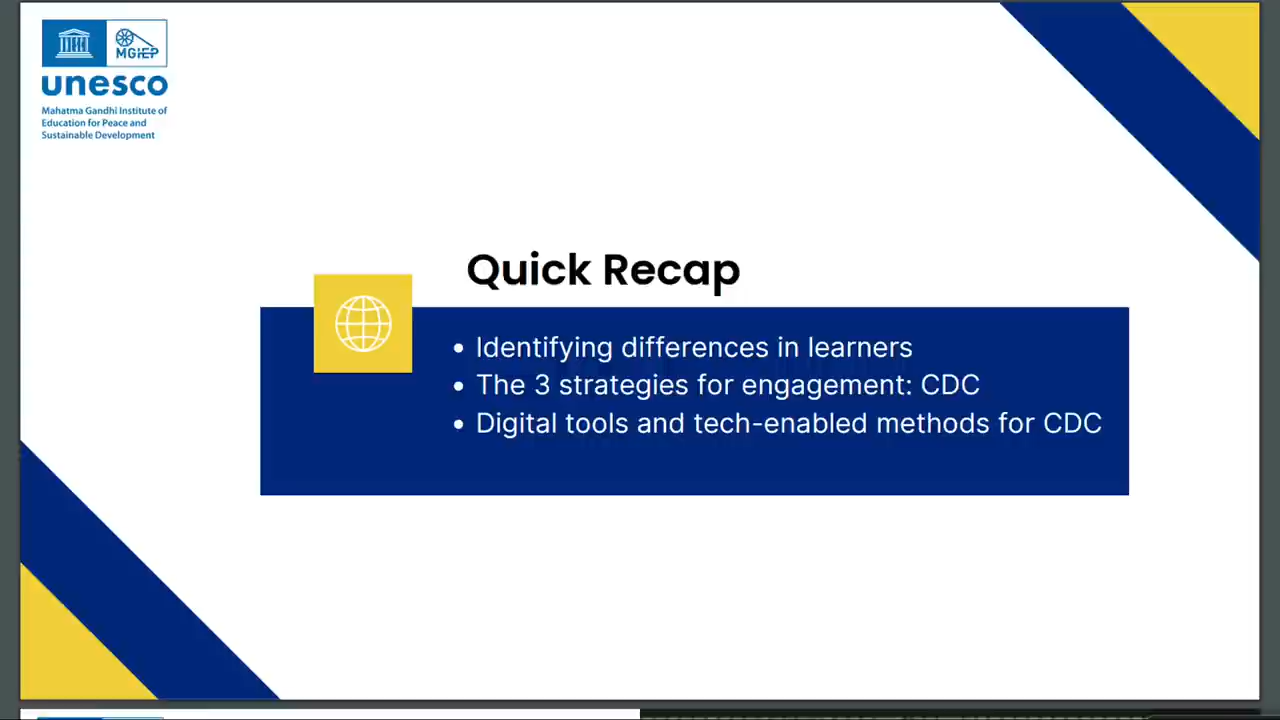 MGIEP
unesco
Mahatma Gandhi Institute of
Education for Peace and
Sustainable Development
Quick Recap
• Identifying differences in learners
• The 3 strategies for engagement: CDC
• Digital tools and tech-enabled methods for CDC